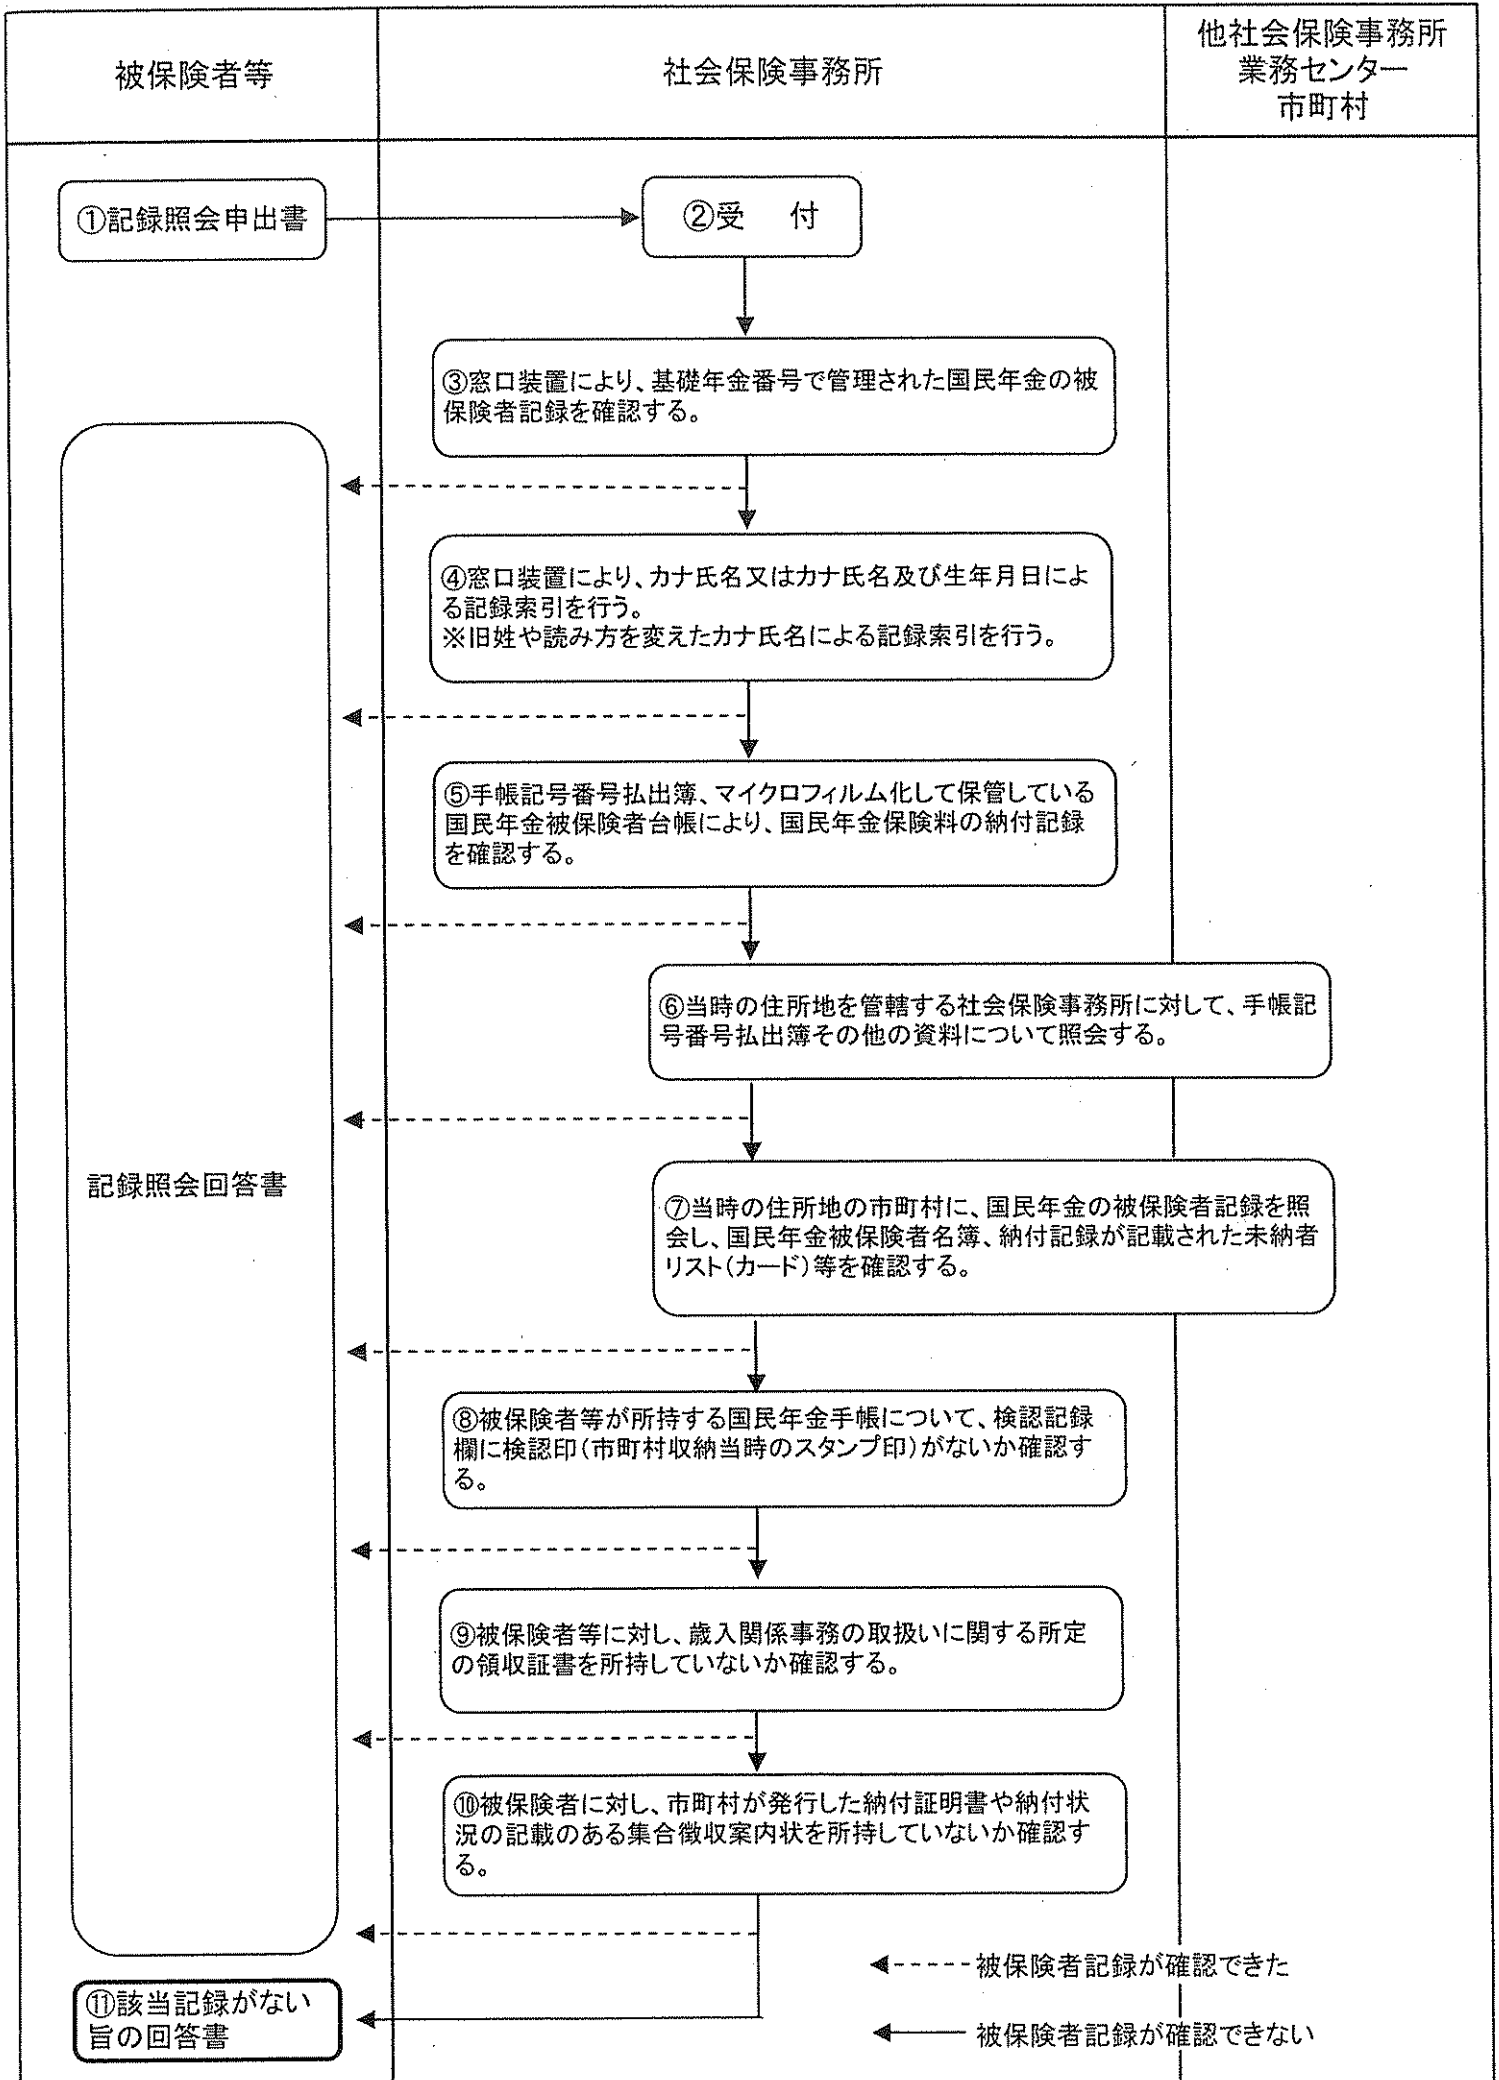 被保険者等
社会保険事務所
他社会保険事務所
業務センター
市町村
①記録照会申出書
②受　付
③窓口装置により、基礎年金番号で管理された国民年金の被
保険者記録を確認する。
④窓口装置により、カナ氏名又はカナ氏名及び生年月日によ
る記録索引を行う。
※旧姓や読み方を変えたカナ氏名による記録索引を行う。
⑤手帳記号番号払出簿、マイクロフィルム化して保管している
国民年金被保険者台帳により、国民年金保険料の納付記録
を確認する。
⑥当時の住所地を管轄する社会保険事務所に対して、手帳記
号番号払出簿その他の資料について照会する。
記録照会回答書
⑦当時の住所地の市町村に、国民年金の被保険者記録を照
会し、国民年金被保険者名簿、納付記録が記載された未納者
リスト(カード)等を確認する。
⑧被保険者等が所持する国民年金手帳について、検認記録
欄に検認印(市町村収納当時のスタンプ印)がないか確認す
る。
⑨被保険者等に対し、歳入関係事務の取扱いに関する所定
の領収証書を所持していないか確認する。
⑩被保険者に対し、市町村が発行した納付証明書や納付状
況の記載のある集合徴収案内状を所持していないか確認す
る。
被保険者記録が確認できた
⑪該当記録がない
旨の回答書
被保険者記録が確認できない